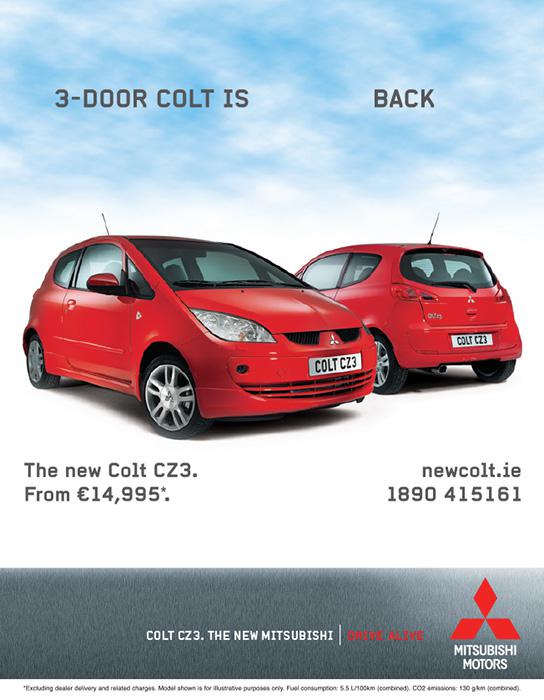 3-DOOR COLT IS BACK
COLT CZ3
COLT CZ3
The new Colt CZ3.
From €14,995*.
newcolt.ie
1890 415161
COLT CZ3. THE NEW MITSUBISHI | DRIVE ALIVE
MITSUBISHI
MOTORS
*Excluding dealer delivery and related charges. Model shown is for illustrative purposes only. Fuel consumption: 5.5 L/100km (combined). CO2 emissions: 130 g/km (combined).